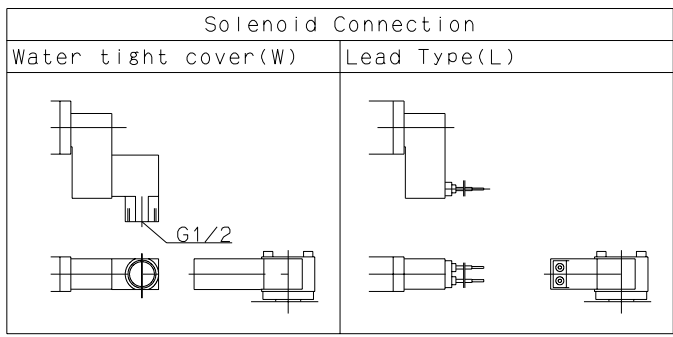 Solenoid Connection
Water tight cover(W)
Lead Type(L)
G1/2